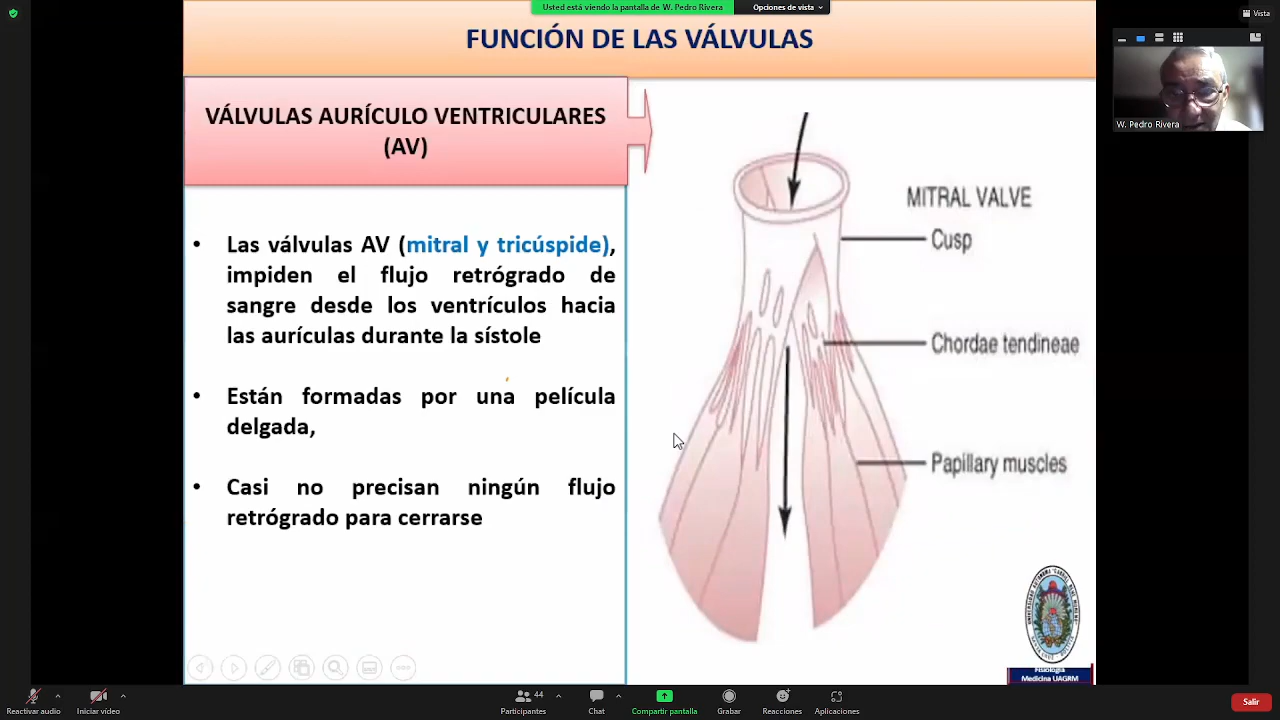 Usted está viendo la pantalla de W. Pedro Rivera
Opciones de vista
Vista
FUNCIÓN DE LAS VÁLVULAS
VÁLVULAS AURÍCULO VENTRICULARES
(AV)
W. Pedro Rivera
• Las válvulas AV (mitral y tricúspide),
impiden el flujo retrógrado de
sangre desde los ventrículos hacia
las aurículas durante la sístole
• Están formadas por una película
delgada,
• Casi no precisan ningún flujo
retrógrado para cerrarse
MITRAL VALVE
Cusp
Chordae tendineae
Papillary muscles
Fisiología
Medicina UAGRM
Reactivar audio
Iniciar vídeo
44
Participantes
Chat
Compartir pantalla
Grabar
Reacciones
Aplicaciones
Salir